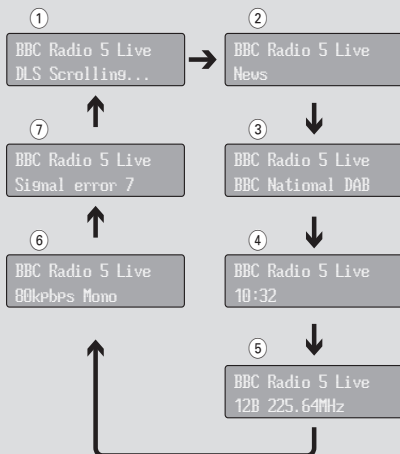 1
BBC Radio 5 Live
DLS Scrolling...
2
BBC Radio 5 Live
News
3
BBC Radio 5 Live
BBC National DAB
4
BBC Radio 5 Live
10:32
5
BBC Radio 5 Live
12B 225.64MHz
6
BBC Radio 5 Live
80kpbps Mono
7
BBC Radio 5 Live
Signal error 7